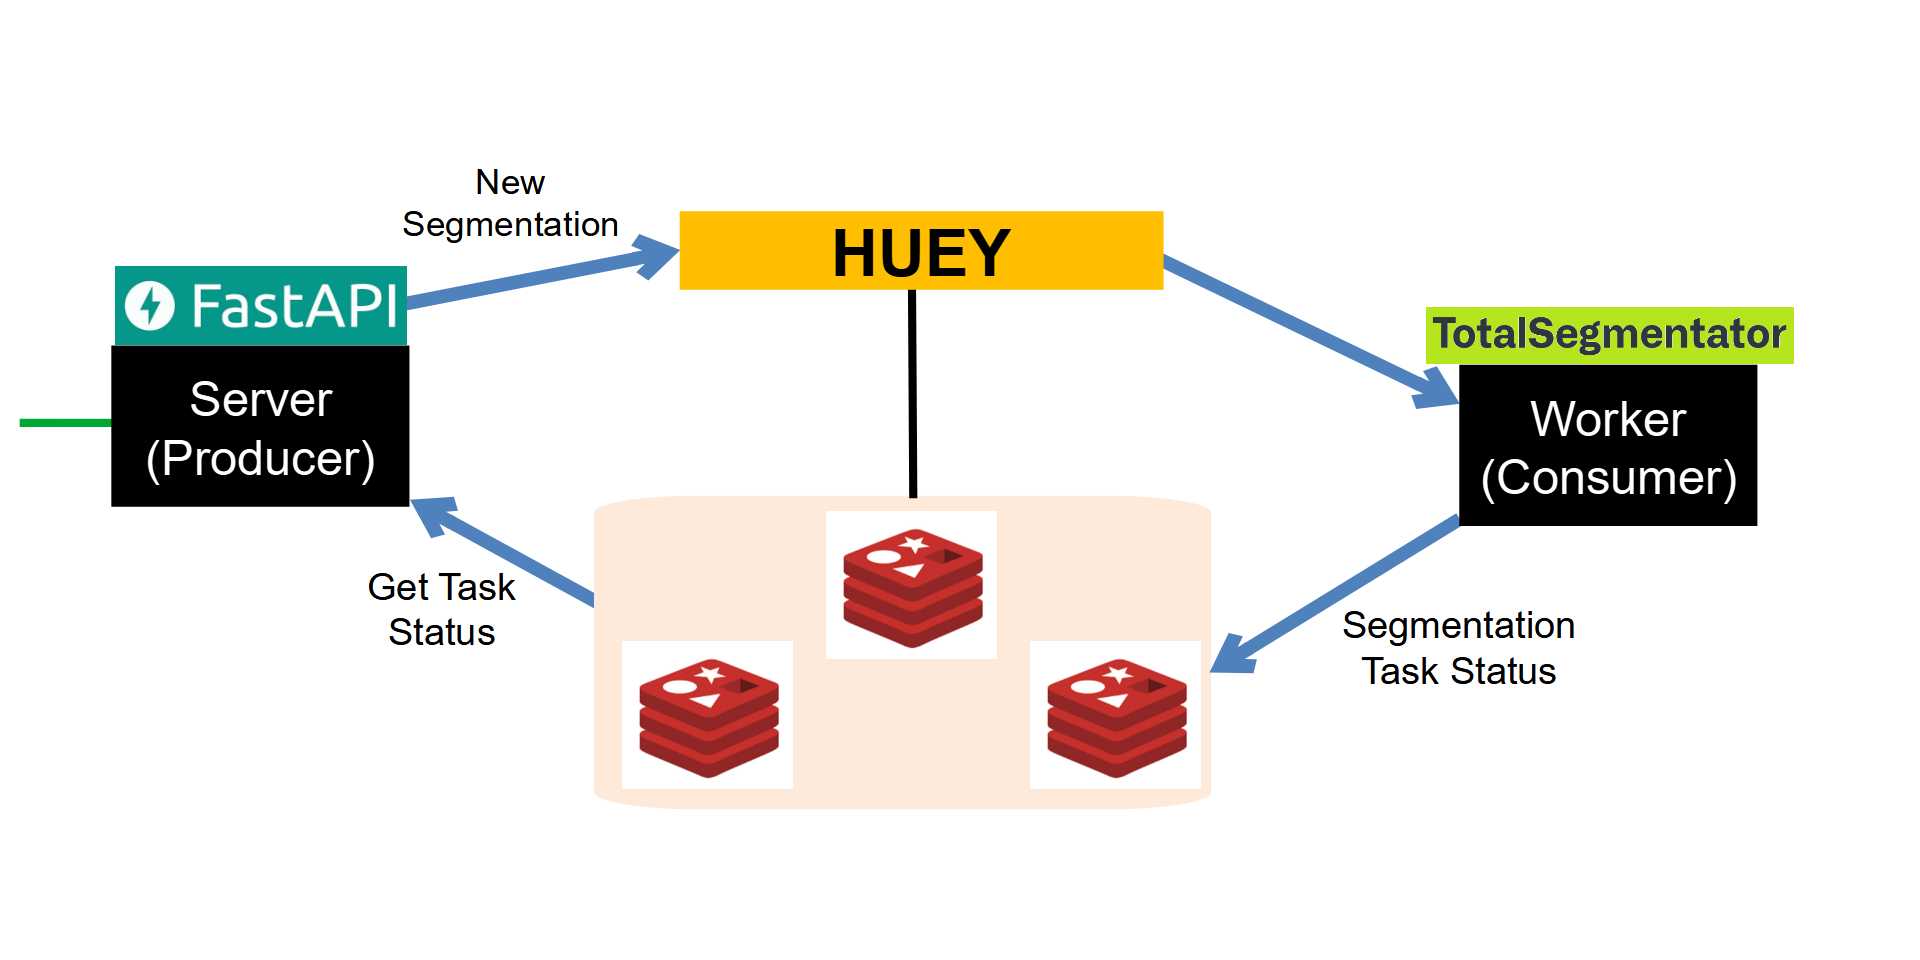 New
Segmentation
HUEY
FastAPI
Server
(Producer)
TotalSegmentator
Worker
(Consumer)
Get Task
Status
Segmentation
Task Status